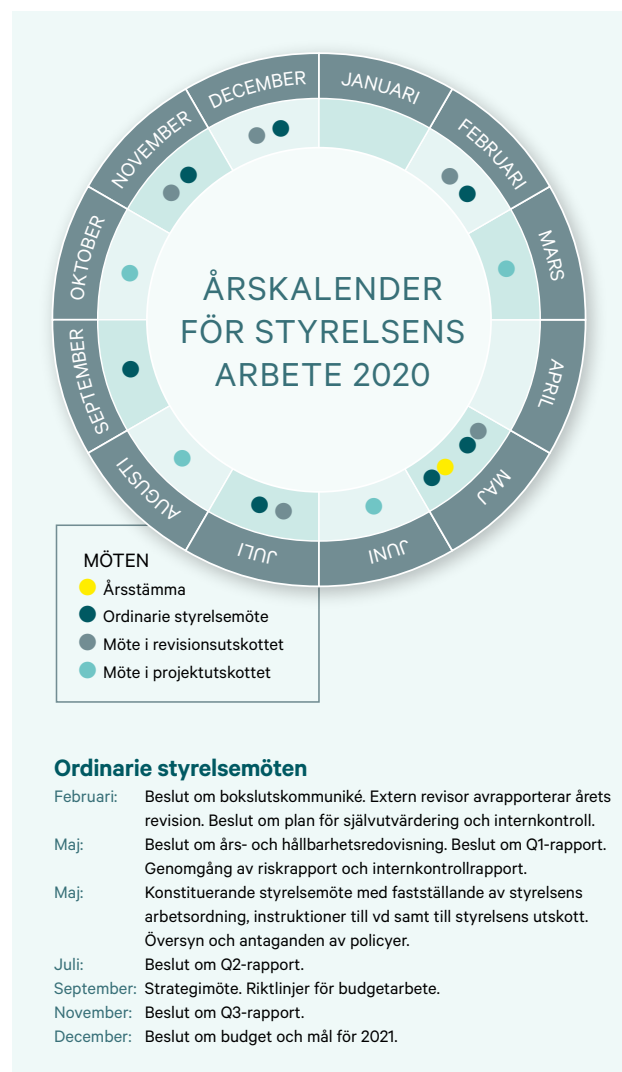 JANUARI
FEBRUARI
MARS
APRIL
MAJ
JUNI
JULI
AUGUSTI
SEPTEMBER
OKTOBER
NOVEMBER
DECEMBER
ÅRSKALENDER
FÖR STYRELSENS
ARBETE 2020
MÖTEN
Årsstämma
Ordinarie styrelsemöte
Möte i revisionsutskottet
Möte i projektutskottet
Ordinarie styrelsemöten
Februari: Beslut om bokslutskommuniké. Extern revisor avrapporterar årets
revision. Beslut om plan för självutvärdering och internkontroll.
Maj: Beslut om års- och hållbarhetsredovisning. Beslut om Q1-rapport.
Genomgång av riskrapport och internkontrollrapport.
Maj: Konstituerande styrelsemöte med fastställande av styrelsens
arbetsordning, instruktioner till vd samt till styrelsens utskott.
Översyn och antaganden av policyer.
Juli: Beslut om Q2-rapport.
September: Strategimöte. Riktlinjer för budgetarbete.
November: Beslut om Q3-rapport.
December: Beslut om budget och mål för 2021.